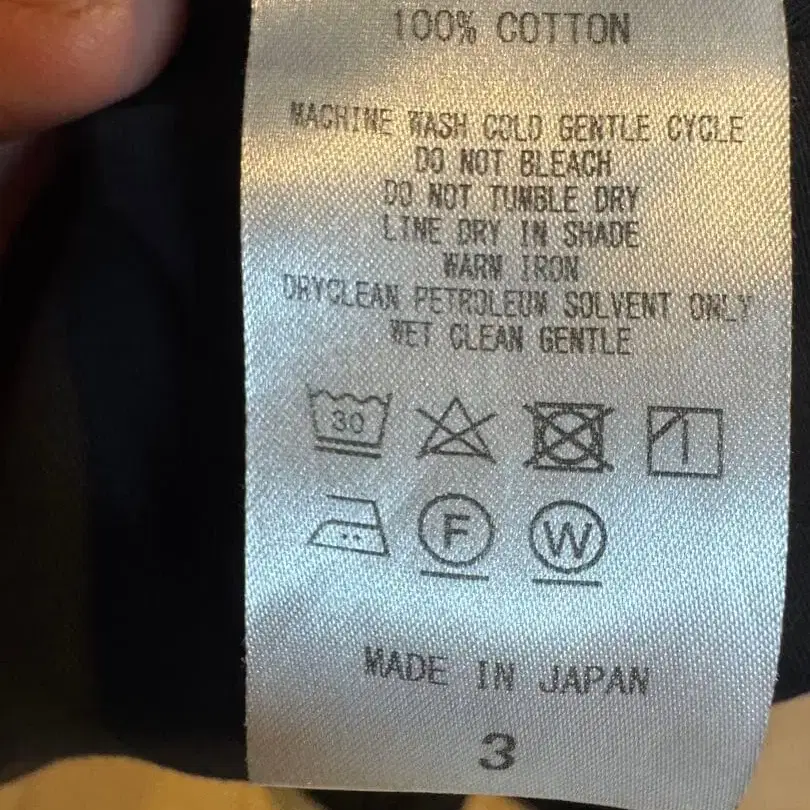 100% COTTON
MACHINE WASH COLD GENTLE CYCLE
DO NOT BLEACH
DO NOT TUMBLE DRY
LINE DRY IN SHADE
WARM IRON
DRYCLEAN PETROLEUM SOLVENT ONLY
WET CLEAN GENTLE
30
F W
MADE IN JAPAN
3